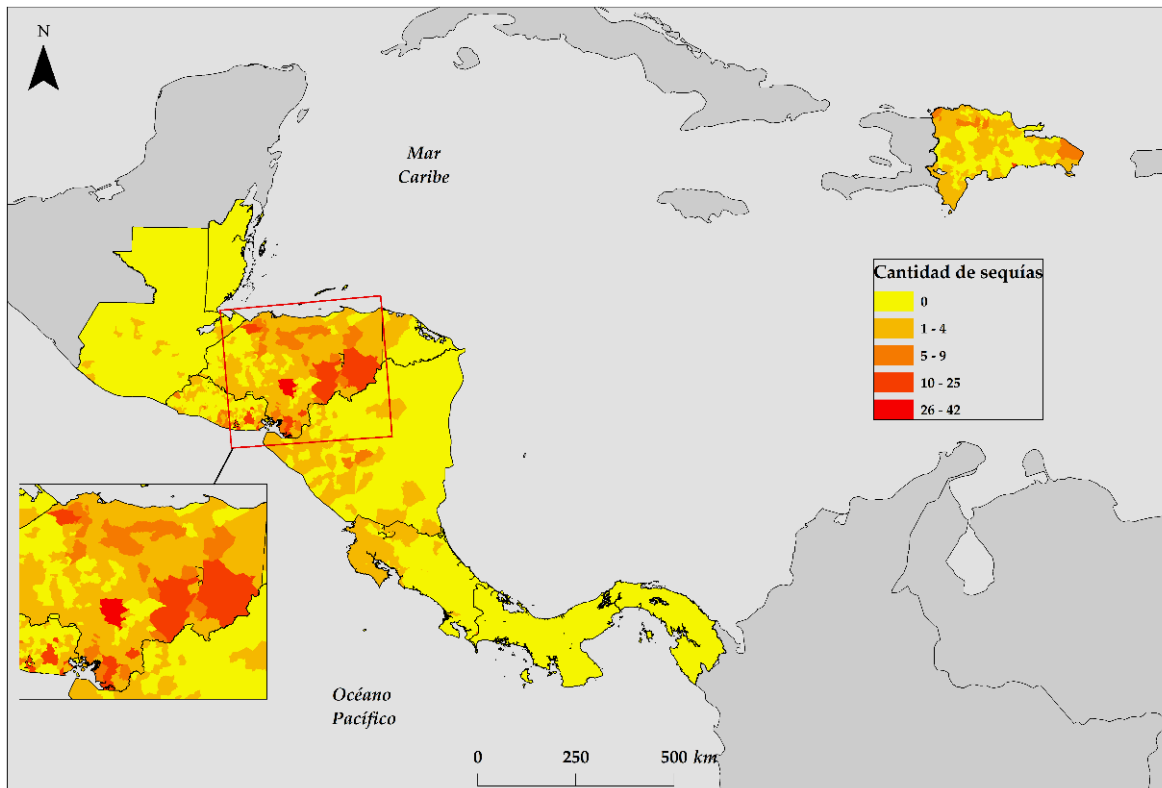 N
Mar
Caribe
Cantidad de sequías
0
1 - 4
5 - 9
10 - 25
26 - 42
Océano
Pacífico
0 250 500 km